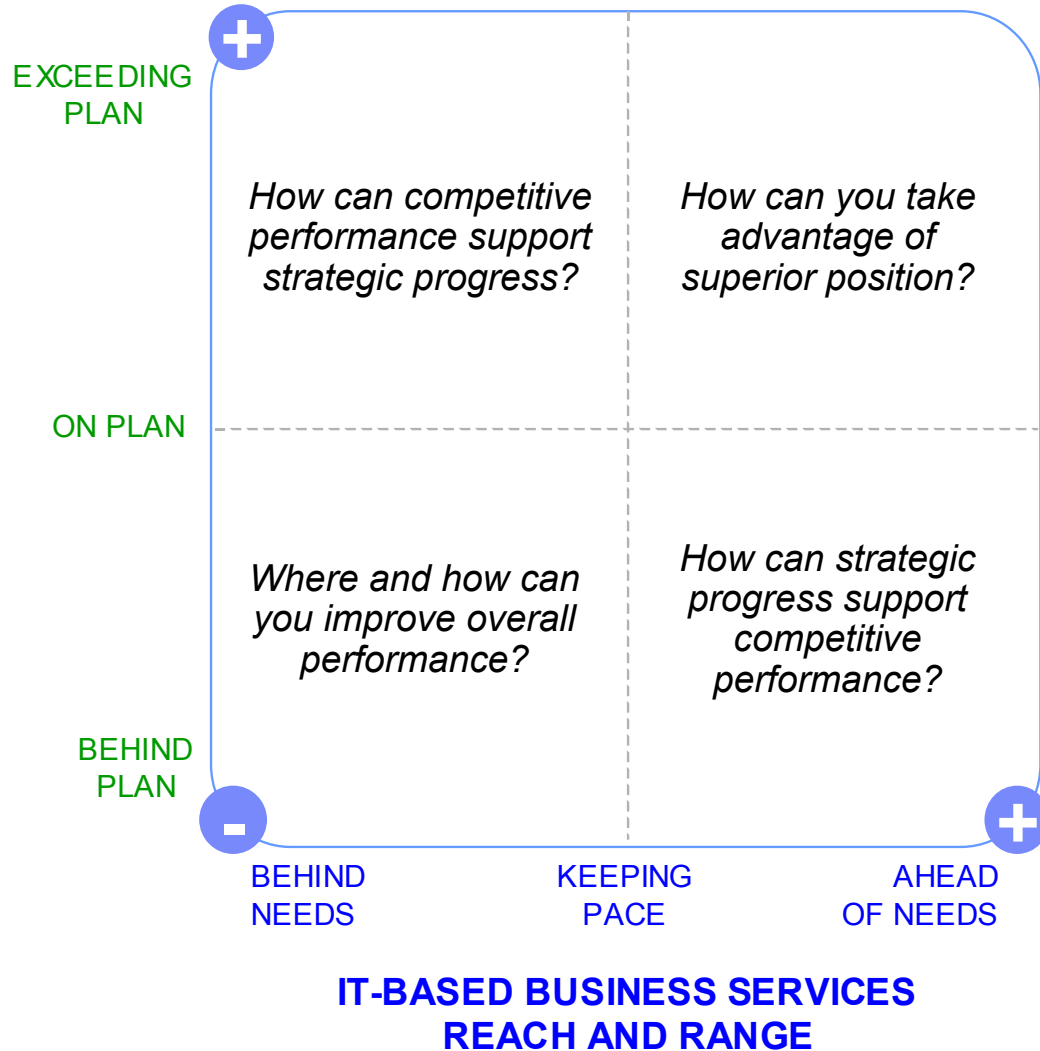 +
EXCEEDING
PLAN
How can competitive
performance support
strategic progress?
How can you take
advantage of
superior position?
ON PLAN
Where and how can
you improve overall
performance?
How can strategic
progress support
competitive
performance?
BEHIND
PLAN
-
+
BEHIND
NEEDS
KEEPING
PACE
AHEAD
OF NEEDS
IT-BASED BUSINESS SERVICES
REACH AND RANGE